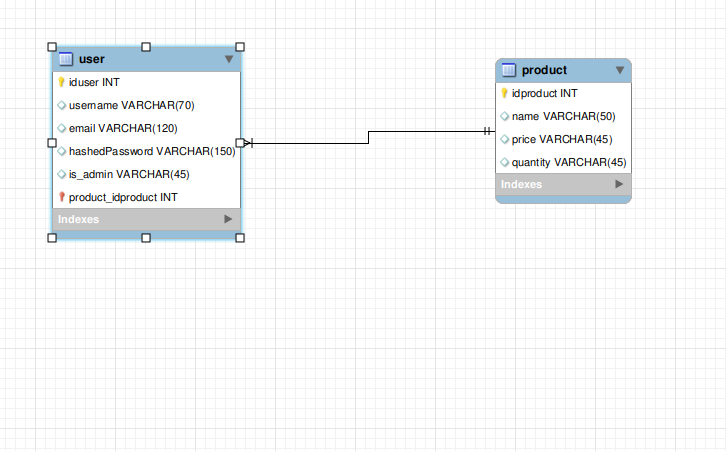 user
iduser INT
username VARCHAR(70)
email VARCHAR(120)
hashedPassword VARCHAR(150)
is_admin VARCHAR(45)
product_idproduct INT
Indexes
product
idproduct INT
name VARCHAR(50)
price VARCHAR(45)
quantity VARCHAR(45)
Indexes